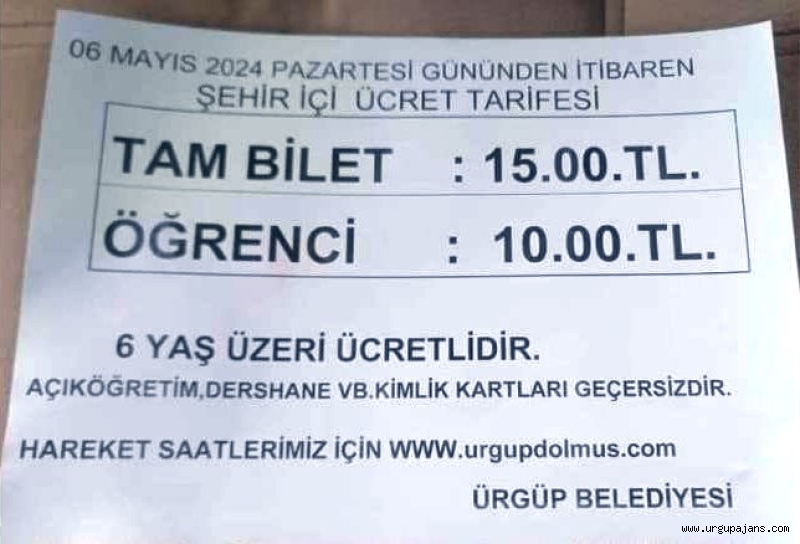 06 MAYIS 2024 PAZARTESİ GÜNÜNDEN İTİBAREN
ŞEHİR İÇİ ÜCRET TARİFESİ
TAM BİLET : 15.00.TL.
ÖĞRENCİ : 10.00.TL.
6 YAŞ ÜZERİ ÜCRETLİDİR.
AÇIKÖĞRETİM,DERSHANE VB.KİMLİK KARTLARI GEÇERSİZDİR.
HAREKET SAATLERİMİZ İÇİN WWW.urgupdolmus.com
ÜRGÜP BELEDİYESİ
www.urgupajans.com